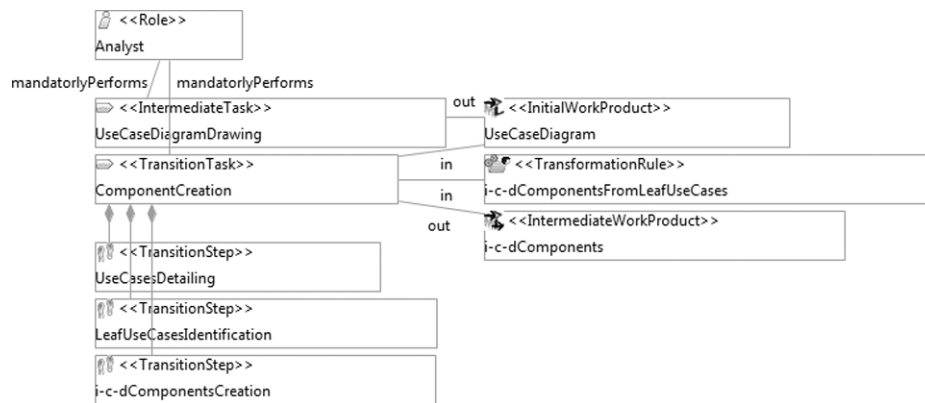 <<Role>>
Analyst
mandatorlyPerforms
mandatorlyPerforms
<<IntermediateTask>>
UseCaseDiagramDrawing
out
<<InitialWorkProduct>>
UseCaseDiagram
<<TransitionTask>>
ComponentCreation
in
in
out
<<TransformationRule>>
i-c-dComponentsFromLeafUseCases
<<IntermediateWorkProduct>>
i-c-dComponents
<<TransitionStep>>
UseCasesDetailing
<<TransitionStep>>
LeafUseCasesIdentification
<<TransitionStep>>
i-c-dComponentsCreation